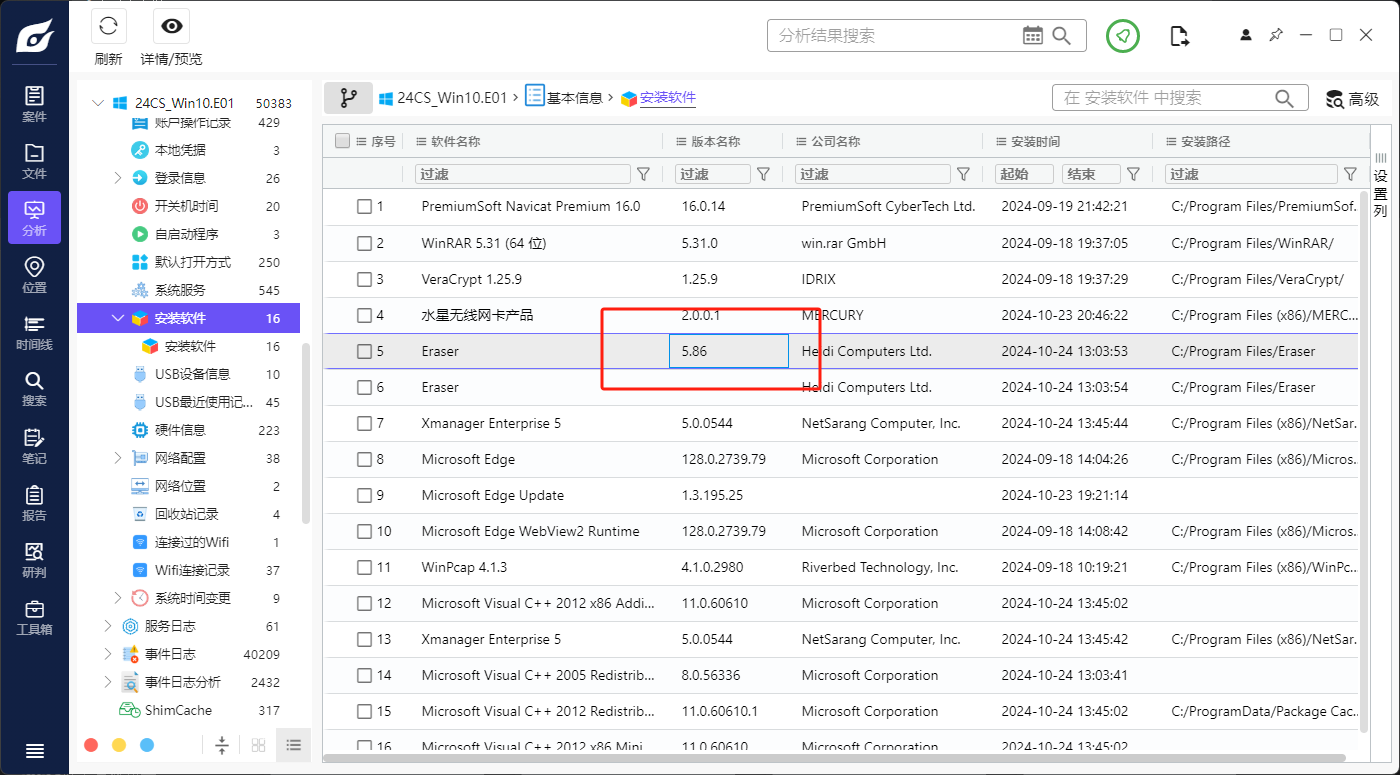 刷新
详情/预览
分析结果搜索
案件
文件
分析
位置
时间线
搜索
笔记
报告
研判
工具箱
24CS_Win10.E01 50383
账户操作记录 429
本地凭据 3
登录信息 26
开关机时间 20
自启动程序 3
默认打开方式 250
系统服务 545
安装软件 16
安装软件 16
USB设备信息 10
USB最近使用记... 45
硬件信息 223
网络配置 38
网络位置 2
回收站记录 4
连接过的Wifi 1
Wifi连接记录 37
系统时间变更 9
服务日志 61
事件日志 40209
事件日志分析 2432
ShimCache 317
24CS_Win10.E01 › 基本信息 › 安装软件
在 安装软件 中搜索
高级
序号 软件名称 版本名称 公司名称 安装时间 安装路径
过滤 过滤 过滤 起始 结束 过滤
1 PremiumSoft Navicat Premium 16.0 16.0.14 PremiumSoft CyberTech Ltd. 2024-09-19 21:42:21 C:/Program Files/PremiumSof...
2 WinRAR 5.31 (64 位) 5.31.0 win.rar GmbH 2024-09-18 19:37:05 C:/Program Files/WinRAR/
3 VeraCrypt 1.25.9 1.25.9 IDRIX 2024-09-18 19:37:29 C:/Program Files/VeraCrypt/
4 水星无线网卡产品 2.0.0.1 MERCURY 2024-10-23 20:46:22 C:/Program Files (x86)/MERC...
5 Eraser 5.86 Heidi Computers Ltd. 2024-10-24 13:03:53 C:/Program Files/Eraser
6 Eraser Heidi Computers Ltd. 2024-10-24 13:03:54 C:/Program Files/Eraser
7 Xmanager Enterprise 5 5.0.0544 NetSarang Computer, Inc. 2024-10-24 13:45:44 C:/Program Files (x86)/NetSar...
8 Microsoft Edge 128.0.2739.79 Microsoft Corporation 2024-09-18 14:04:26 C:/Program Files (x86)/Micros...
9 Microsoft Edge Update 1.3.195.25 2024-10-23 19:21:14
10 Microsoft Edge WebView2 Runtime 128.0.2739.79 Microsoft Corporation 2024-09-18 14:08:42 C:/Program Files (x86)/Micros...
11 WinPcap 4.1.3 4.1.0.2980 Riverbed Technology, Inc. 2024-09-18 10:19:21 C:/Program Files (x86)/WinPc...
12 Microsoft Visual C++ 2012 x86 Addi... 11.0.60610 Microsoft Corporation 2024-10-24 13:45:02
13 Xmanager Enterprise 5 5.0.0544 NetSarang Computer, Inc. 2024-10-24 13:45:42 C:/Program Files (x86)/NetSar...
14 Microsoft Visual C++ 2005 Redistrib... 8.0.56336 Microsoft Corporation 2024-10-24 13:03:41
15 Microsoft Visual C++ 2012 Redistrib... 11.0.60610.1 Microsoft Corporation 2024-10-24 13:45:02 C:/ProgramData/Package Cac...
16 Microsoft Visual C++ 2012 x86 Mini... 11.0.60610 Microsoft Corporation 2024-10-24 13:45:02
设置列